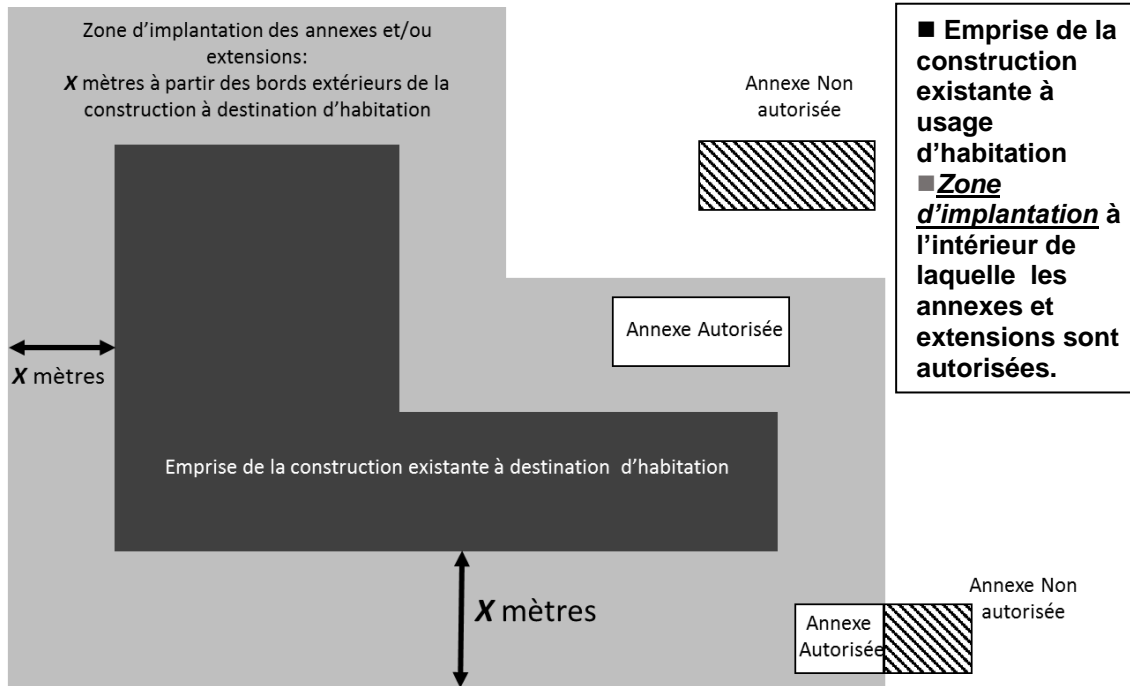 Zone d’implantation des annexes et/ou
extensions:
X mètres à partir des bords extérieurs de la
construction à destination d’habitation
Annexe Non
autorisée
■ Emprise de la
construction
existante à
usage
d’habitation
■Zone
d’implantation à
l’intérieur de
laquelle les
annexes et
extensions sont
autorisées.
Annexe Autorisée
X mètres
Emprise de la construction existante à destination d’habitation
X mètres
Annexe Non
autorisée
Annexe
Autorisée